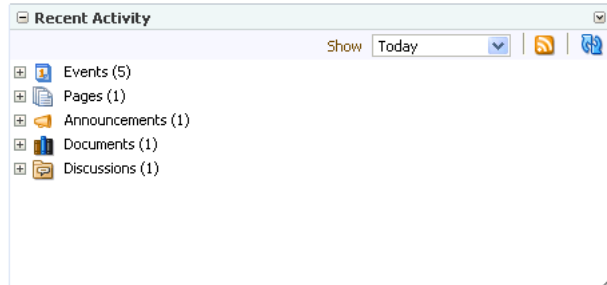 Recent Activity
Show Today
Events (5)
Pages (1)
Announcements (1)
Documents (1)
Discussions (1)